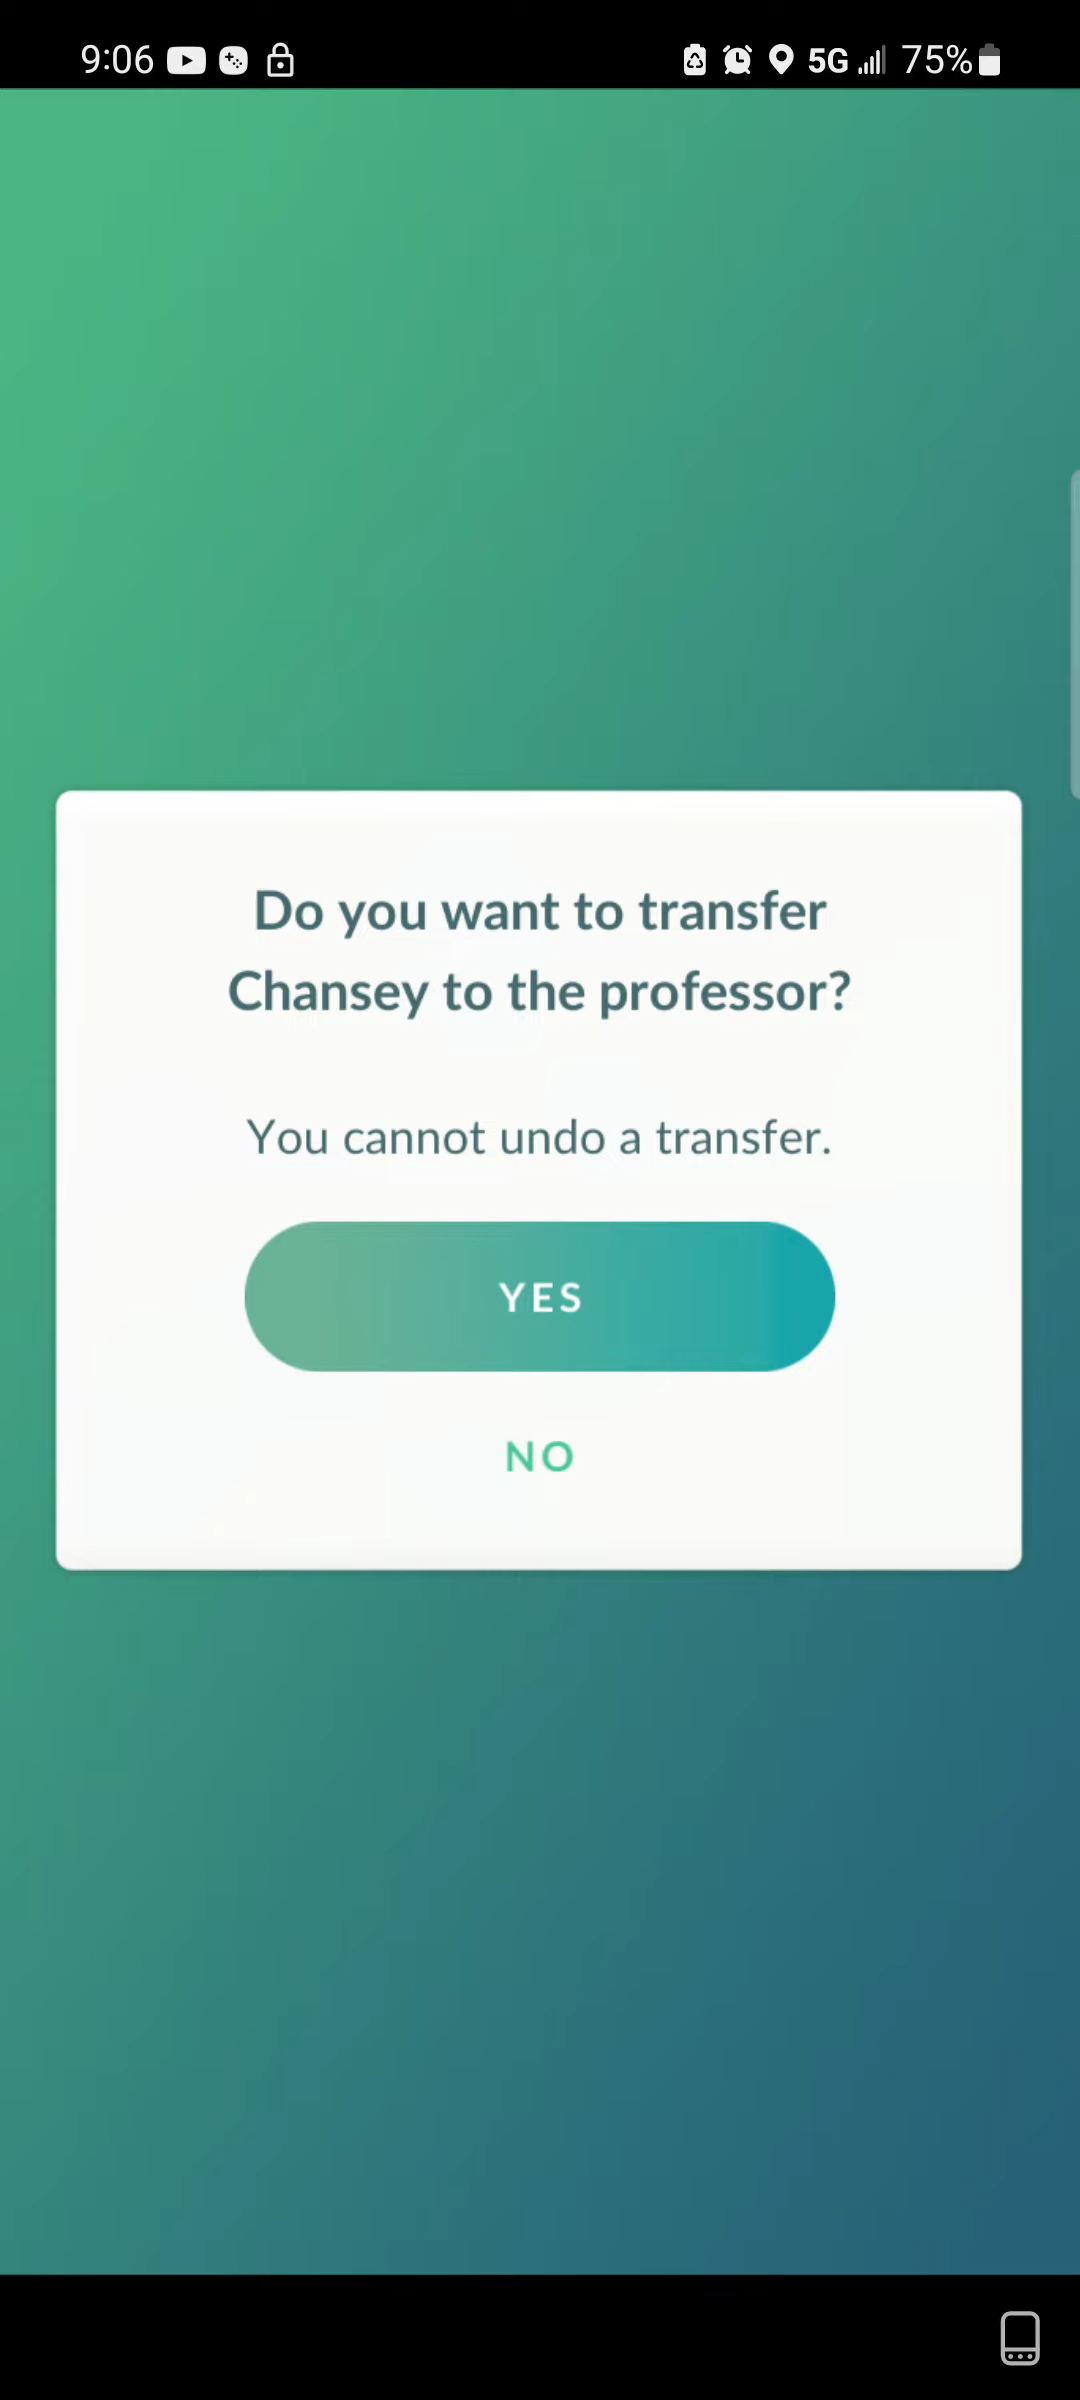 9:06 5G 75%
Do you want to transfer
Chansey to the professor?
You cannot undo a transfer.
YES
NO